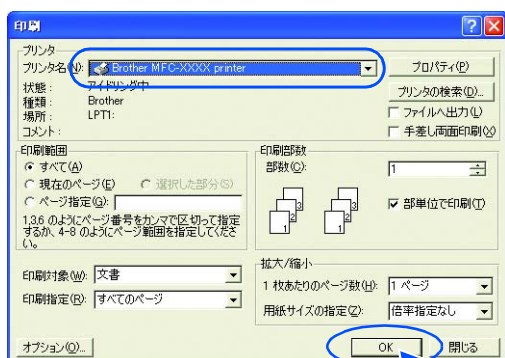 印刷
プリンタ
プリンタ名(N): Brother MFC-XXXX printer
プロパティ(P)
状態: アイドリング中
種類: Brother
場所: LPT1:
コメント:
プリンタの検索(D)...
ファイルへ出力(L)
手差し両面印刷(X)
印刷範囲
すべて(A)
現在のページ(E) 選択した部分(S)
ページ指定(G):
1,3,6 のようにページ番号をカンマで区切って指定
するか、4-8 のようにページ範囲を指定してくださ
い。
印刷部数
部数(C): 1
1 2 3 1 2 3
部単位で印刷(T)
印刷対象(W): 文書
印刷指定(R): すべてのページ
拡大/縮小
1 枚あたりのページ数(H): 1 ページ
用紙サイズの指定(Z): 倍率指定なし
オプション(O)... OK 閉じる